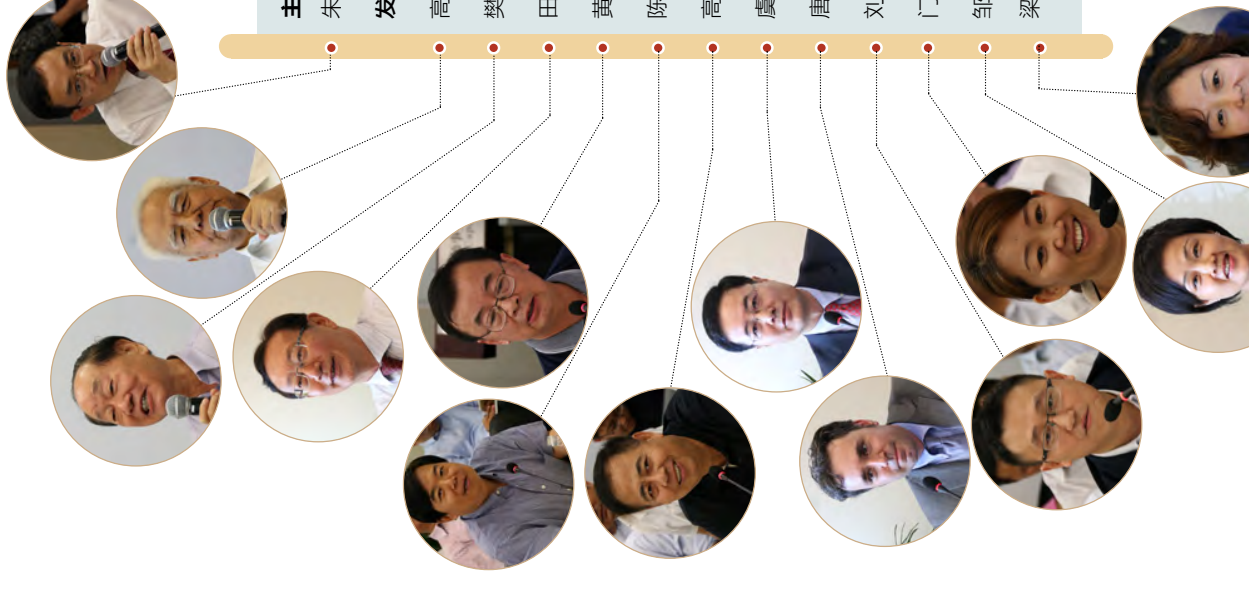 主
朱
发
高
樊
田
黄
陈
高
虞
唐
刘
门
邹
梁